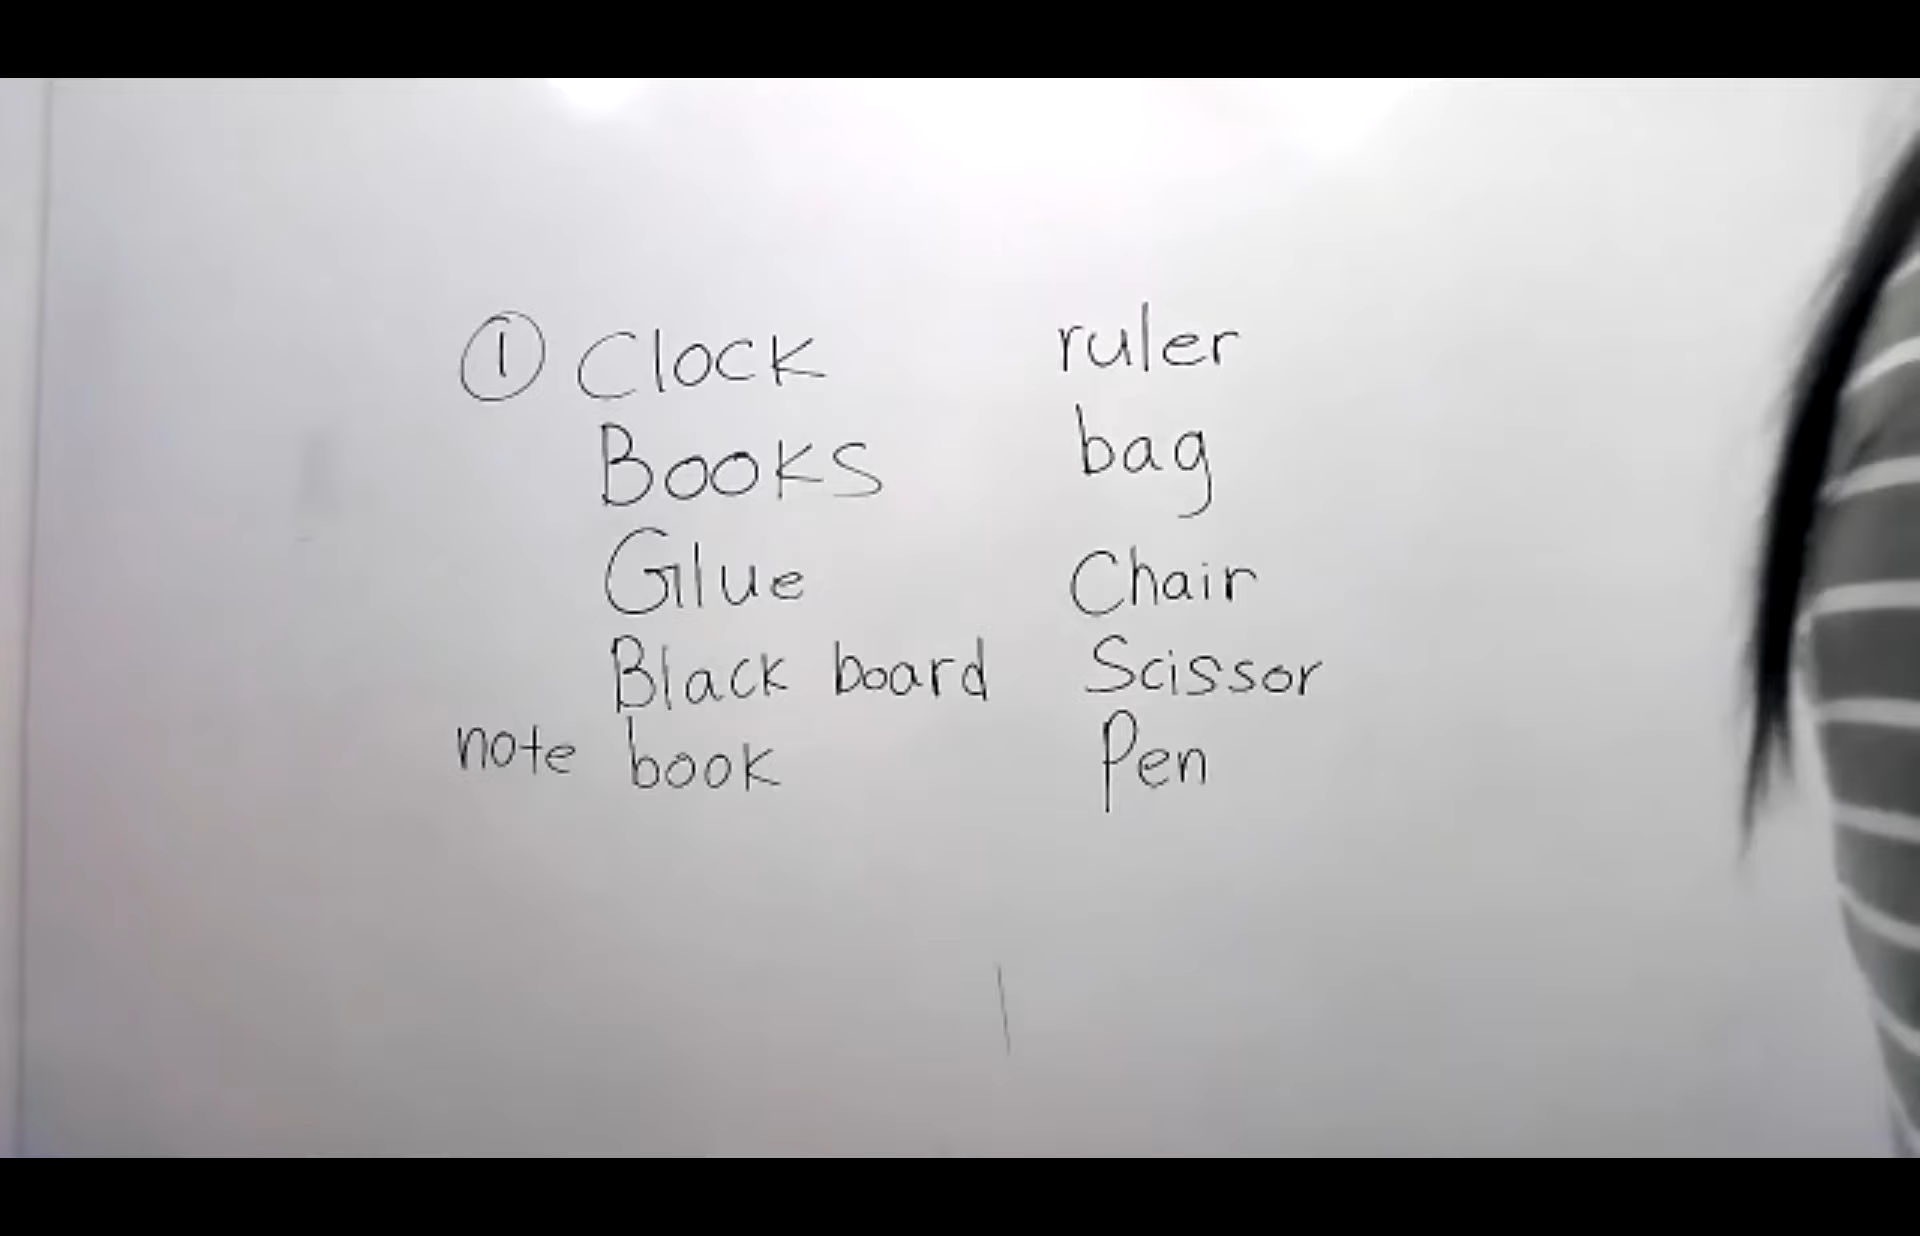 ① Clock
Books
Glue
Black board
note book
ruler
bag
Chair
Scissor
Pen